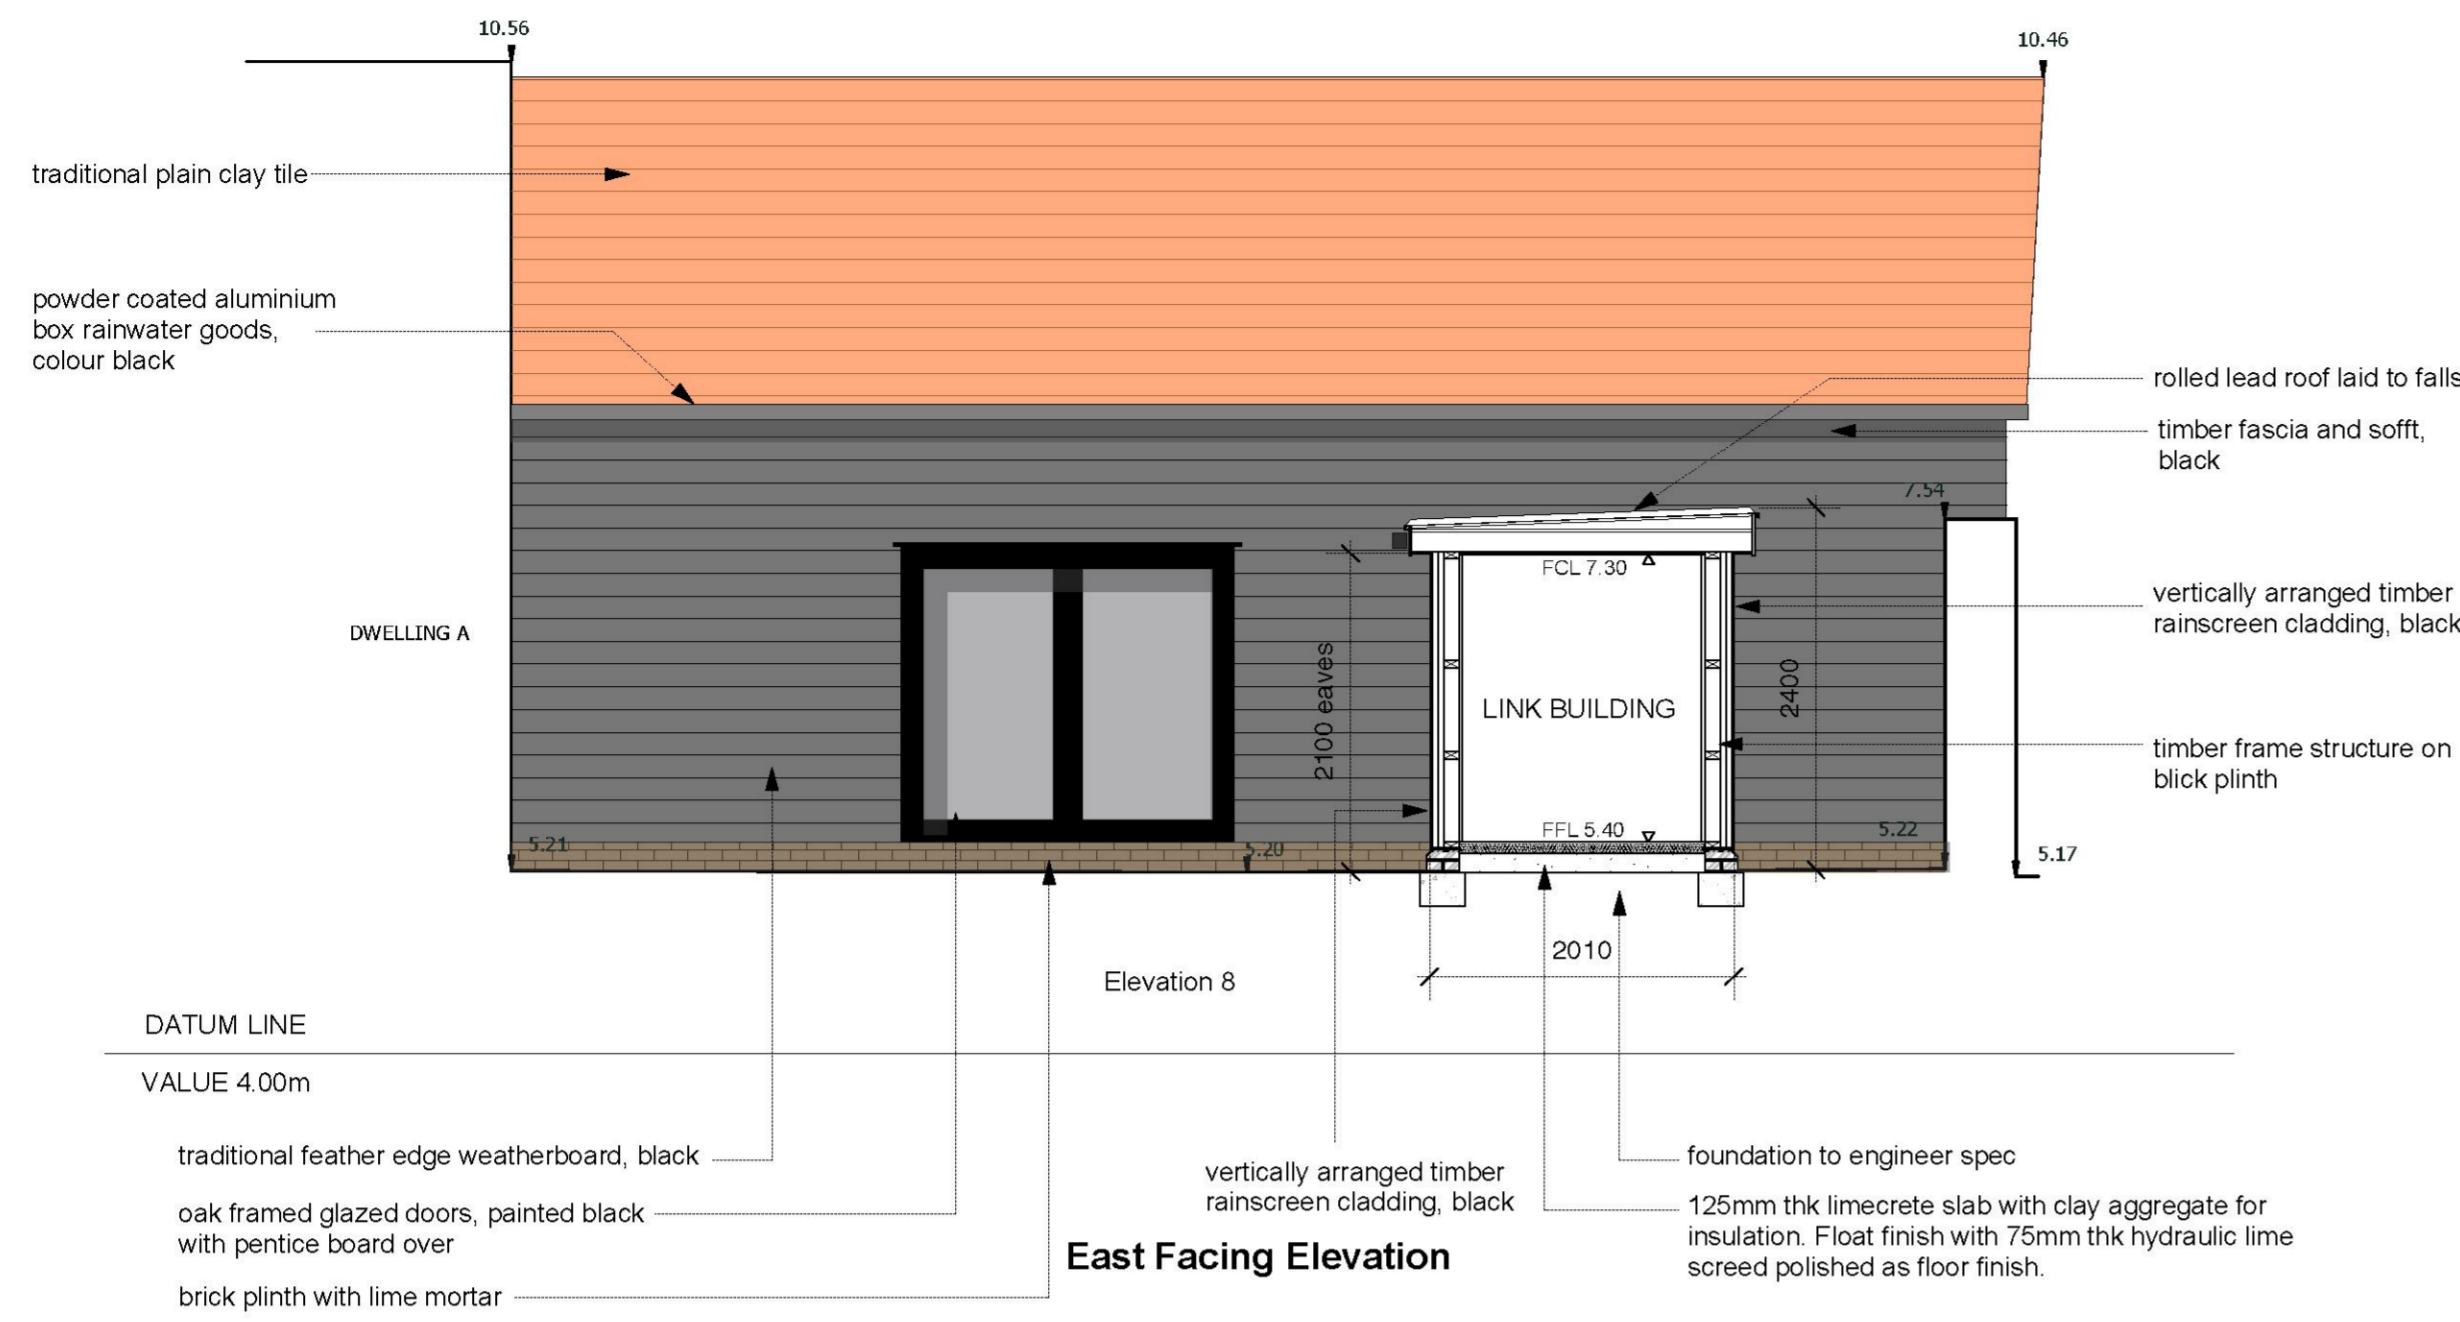 10.56
10.46
traditional plain clay tile
powder coated aluminium
box rainwater goods,
colour black
rolled lead roof laid to falls
timber fascia and sofft,
black
7.54
FCL 7.30
vertically arranged timber
rainscreen cladding, black
DWELLING A
2100 eaves
LINK BUILDING
2400
timber frame structure on
blick plinth
FFL 5.40
5.21
5.20
5.22
5.17
2010
Elevation 8
DATUM LINE
VALUE 4.00m
traditional feather edge weatherboard, black
oak framed glazed doors, painted black
with pentice board over
brick plinth with lime mortar
vertically arranged timber
rainscreen cladding, black
East Facing Elevation
foundation to engineer spec
125mm thk limecrete slab with clay aggregate for
insulation. Float finish with 75mm thk hydraulic lime
screed polished as floor finish.